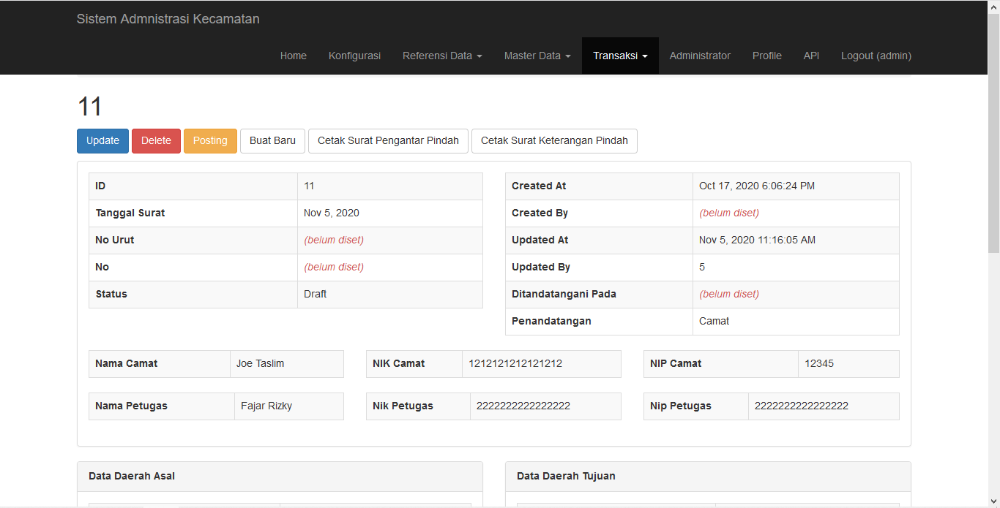 Sistem Admnistrasi Kecamatan
Home Konfigurasi Referensi Data Master Data Transaksi Administrator Profile API Logout (admin)
11
Update Delete Posting Buat Baru Cetak Surat Pengantar Pindah Cetak Surat Keterangan Pindah
ID 11 Created At Oct 17, 2020 6:06:24 PM
Tanggal Surat Nov 5, 2020 Created By (belum diset)
No Urut (belum diset) Updated At Nov 5, 2020 11:16:05 AM
No (belum diset) Updated By 5
Status Draft Ditandatangani Pada (belum diset)
Penandatangan Camat
Nama Camat Joe Taslim NIK Camat 1212121212121212 NIP Camat 12345
Nama Petugas Fajar Rizky Nik Petugas 2222222222222222 Nip Petugas 2222222222222222
Data Daerah Asal Data Daerah Tujuan